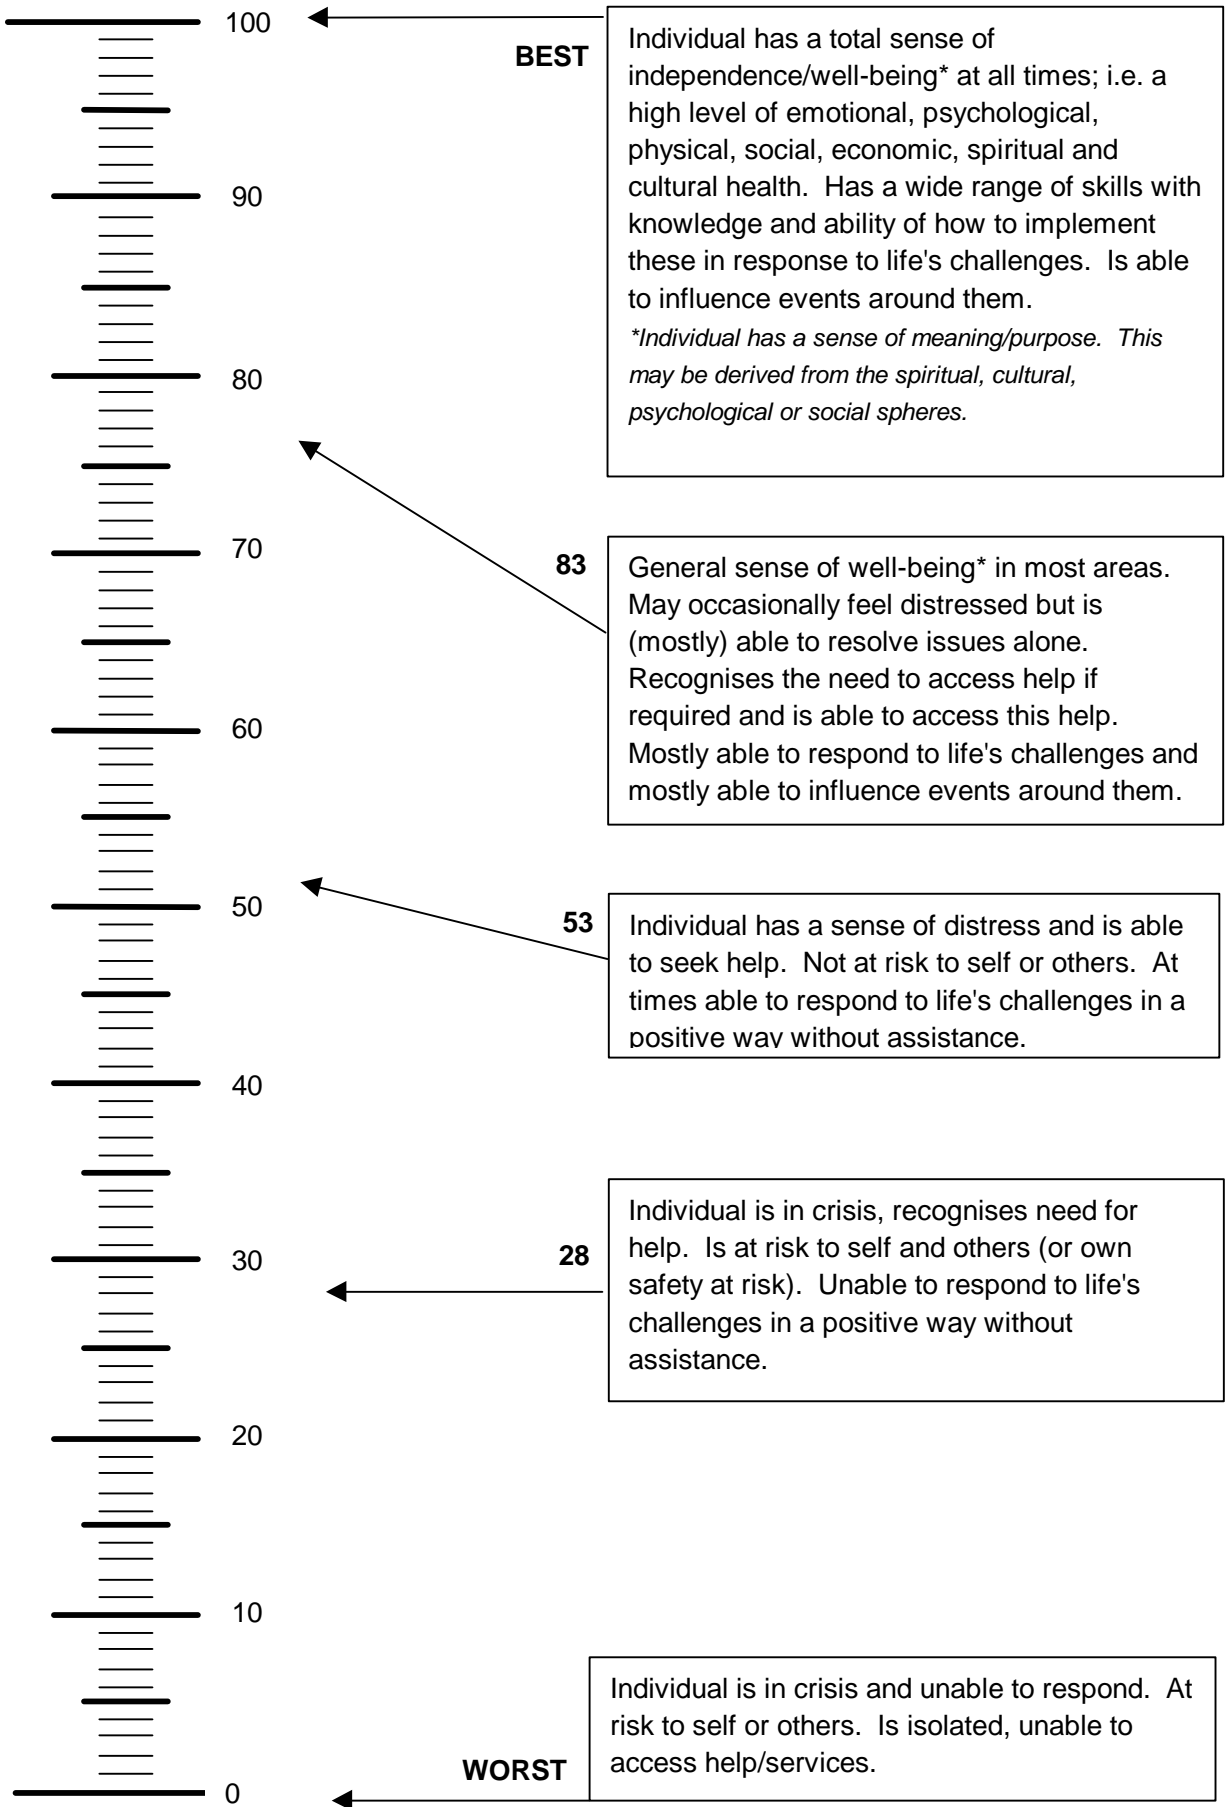 100
BEST
Individual has a total sense of
independence/well-being* at all times; i.e. a
high level of emotional, psychological,
physical, social, economic, spiritual and
cultural health. Has a wide range of skills with
knowledge and ability of how to implement
these in response to life's challenges. Is able
to influence events around them.
*Individual has a sense of meaning/purpose. This
may be derived from the spiritual, cultural,
psychological or social spheres.
90
80
70
83
General sense of well-being* in most areas.
May occasionally feel distressed but is
(mostly) able to resolve issues alone.
Recognises the need to access help if
required and is able to access this help.
Mostly able to respond to life's challenges and
mostly able to influence events around them.
60
50
53
Individual has a sense of distress and is able
to seek help. Not at risk to self or others. At
times able to respond to life's challenges in a
positive way without assistance.
40
30
28
Individual is in crisis, recognises need for
help. Is at risk to self and others (or own
safety at risk). Unable to respond to life's
challenges in a positive way without
assistance.
20
10
Individual is in crisis and unable to respond. At
risk to self or others. Is isolated, unable to
access help/services.
WORST
0